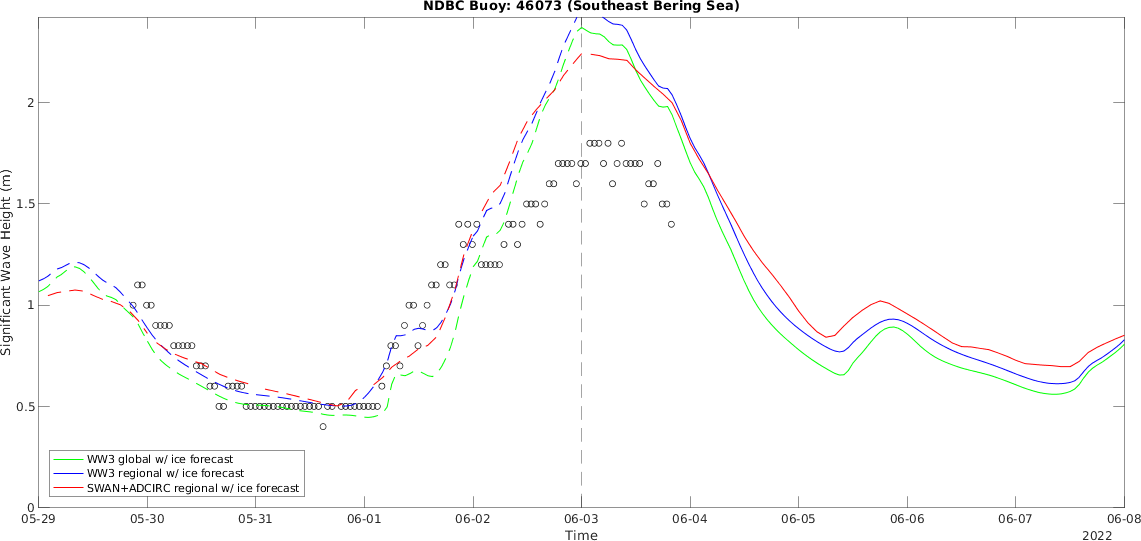 NDBC Buoy: 46073 (Southeast Bering Sea)
Significant Wave Height (m)
2
1.5
1
0.5
0
WW3 global w/ ice forecast
WW3 regional w/ ice forecast
SWAN+ADCIRC regional w/ ice forecast
05-29 05-30 05-31 06-01 06-02 06-03 06-04 06-05 06-06 06-07 06-08
Time
2022